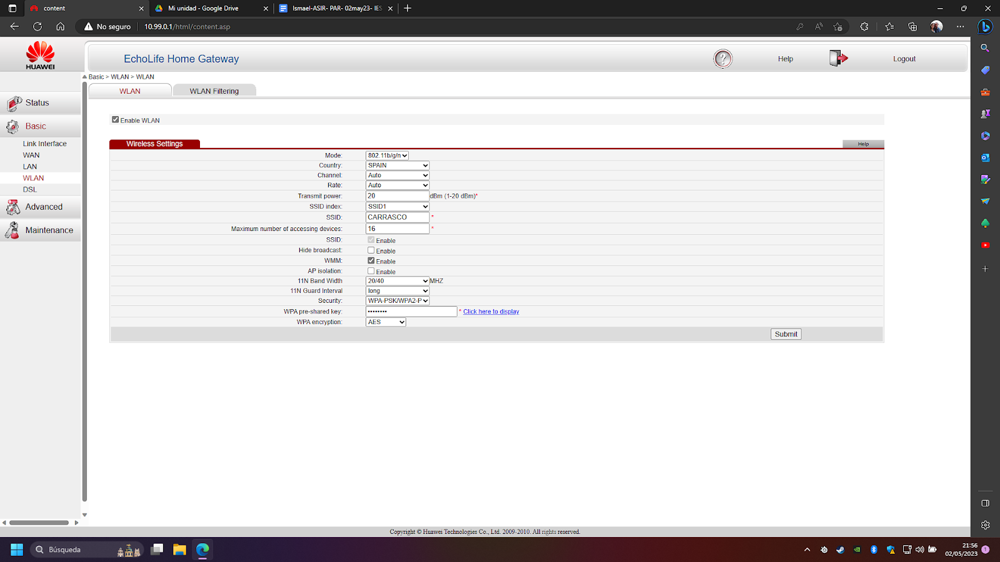 content
Mi unidad - Google Drive
Ismael-ASIR- PAR- 02may23- IES
No seguro
10.99.0.1/html/content.asp
HUAWEI
EchoLife Home Gateway
Help
Logout
Basic > WLAN > WLAN
WLAN
WLAN Filtering
Status
Basic
Link Interface
WAN
LAN
WLAN
DSL
Advanced
Maintenance
Enable WLAN
Wireless Settings
Help
Mode: 802.11b/g/n
Country: SPAIN
Channel: Auto
Rate: Auto
Transmit power: 20 dBm (1-20 dBm)*
SSID index: SSID1
SSID: CARRASCO *
Maximum number of accessing devices: 16 *
SSID: Enable
Hide broadcast: Enable
WMM: Enable
AP isolation: Enable
11N Band Width 20/40 MHZ
11N Guard Interval long
Security: WPA-PSK/WPA2-P
WPA pre-shared key: •••••••• * Click here to display
WPA encryption: AES
Submit
Copyright © Huawei Technologies Co., Ltd. 2009-2010. All rights reserved.
Búsqueda
21:56
02/05/2023
1